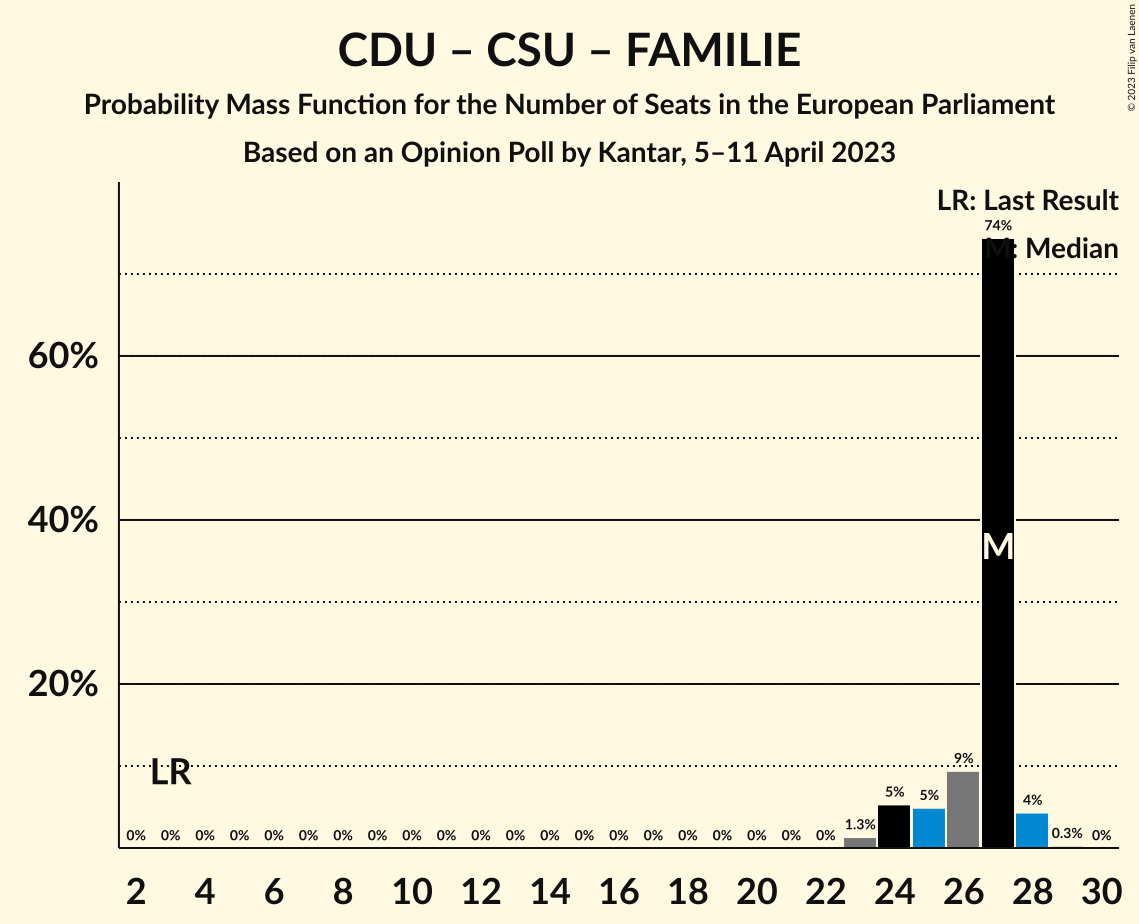 CDU – CSU – FAMILIE
Probability Mass Function for the Number of Seats in the European Parliament
Based on an Opinion Poll by Kantar, 5–11 April 2023
© 2023 Filip van Laenen
LR: Last Result
74%
M: Median
60%
40%
M
20%
LR
9%
5%
5%
4%
1.3%
0.3%
0% 0% 0% 0% 0% 0% 0% 0% 0% 0% 0% 0% 0% 0% 0% 0% 0% 0% 0% 0% 0% 0%
2 4 6 8 10 12 14 16 18 20 22 24 26 28 30